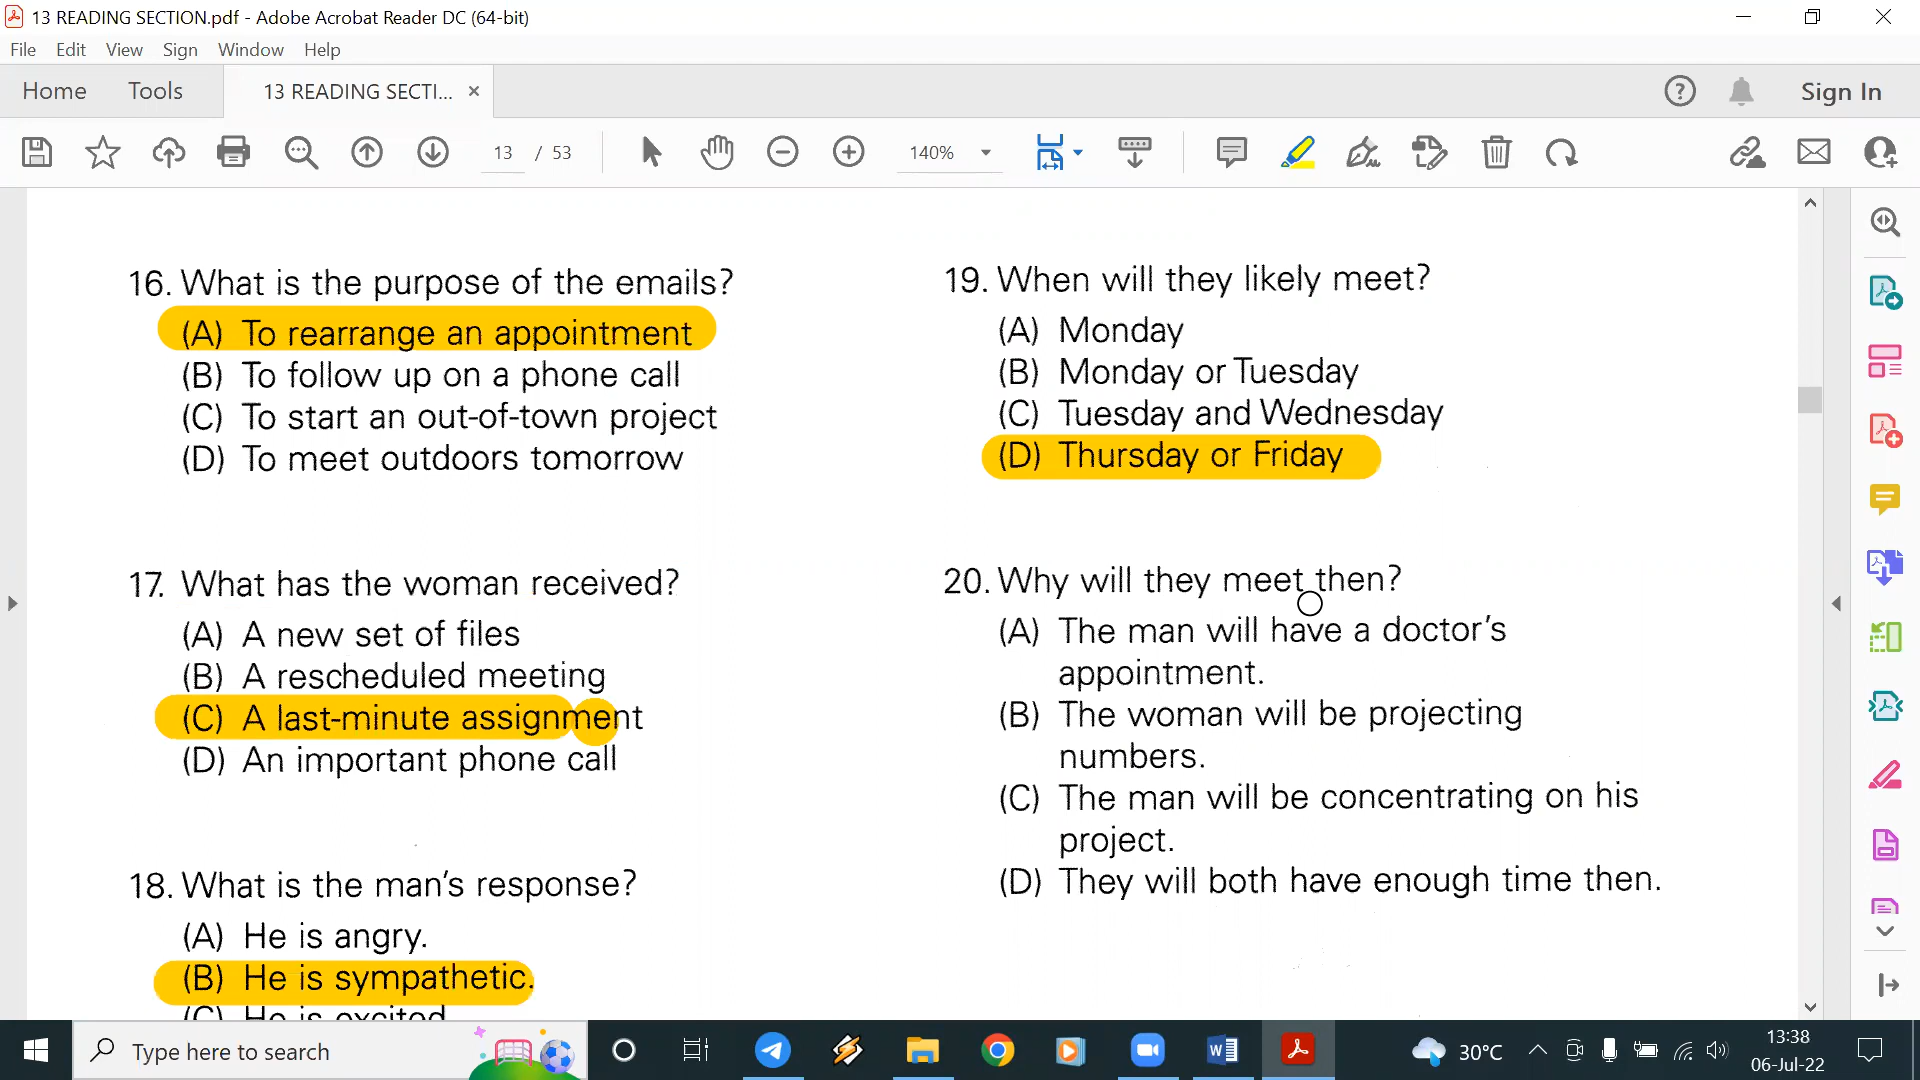 13 READING SECTION.pdf - Adobe Acrobat Reader DC (64-bit)
File Edit View Sign Window Help
Home Tools 13 READING SECTI... × Sign In
13 / 53 140%
16. What is the purpose of the emails?
(A) To rearrange an appointment
(B) To follow up on a phone call
(C) To start an out-of-town project
(D) To meet outdoors tomorrow
17. What has the woman received?
(A) A new set of files
(B) A rescheduled meeting
(C) A last-minute assignment
(D) An important phone call
18. What is the man's response?
(A) He is angry.
(B) He is sympathetic.
(C) He is excited
19. When will they likely meet?
(A) Monday
(B) Monday or Tuesday
(C) Tuesday and Wednesday
(D) Thursday or Friday
20. Why will they meet then?
(A) The man will have a doctor's
appointment.
(B) The woman will be projecting
numbers.
(C) The man will be concentrating on his
project.
(D) They will both have enough time then.
Type here to search
30°C
13:38
06-Jul-22